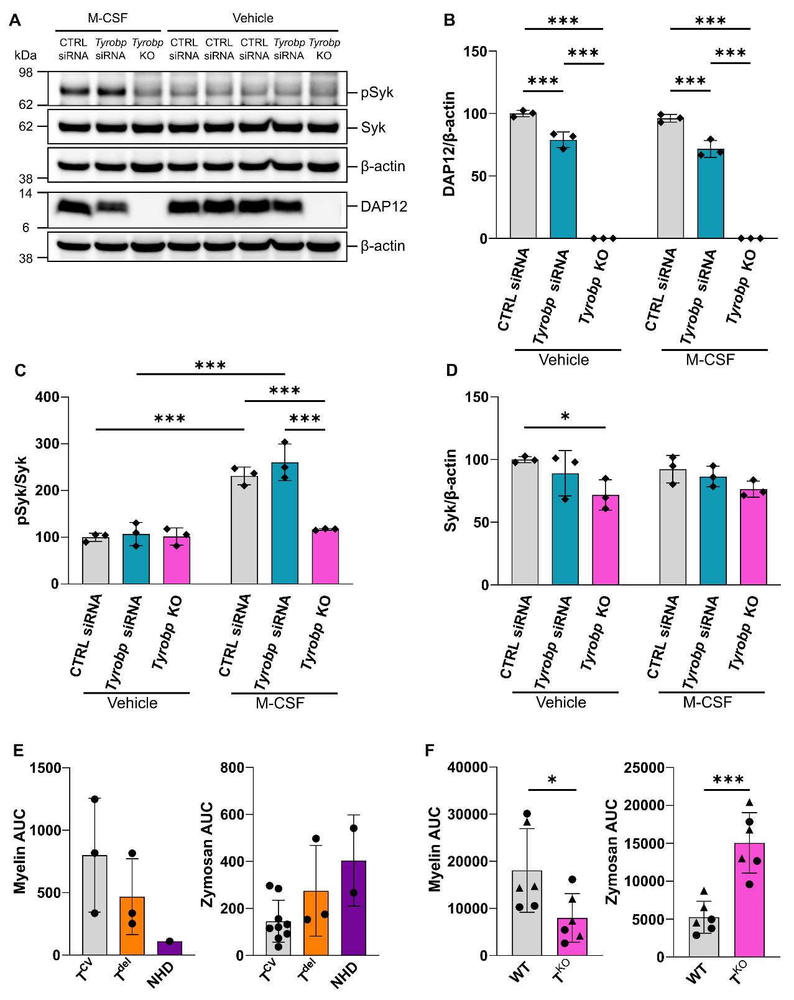 A
M-CSF
Vehicle
kDa
CTRL siRNA
Tyrobp siRNA
Tyrobp KO
CTRL siRNA
CTRL siRNA
CTRL siRNA
Tyrobp siRNA
Tyrobp KO
98
pSyk
62
62
Syk
β-actin
38
14
DAP12
6
β-actin
38
B
***
***
***
***
***
***
DAP12/β-actin
150
100
50
0
CTRL siRNA
Tyrobp siRNA
Tyrobp KO
CTRL siRNA
Tyrobp siRNA
Tyrobp KO
Vehicle
M-CSF
C
***
***
***
***
pSyk/Syk
400
300
200
100
0
CTRL siRNA
Tyrobp siRNA
Tyrobp KO
CTRL siRNA
Tyrobp siRNA
Tyrobp KO
Vehicle
M-CSF
D
*
Syk/β-actin
150
100
50
0
CTRL siRNA
Tyrobp siRNA
Tyrobp KO
CTRL siRNA
Tyrobp siRNA
Tyrobp KO
Vehicle
M-CSF
E
Myelin AUC
1500
1000
500
0
T^CV
T^del
NHD
Zymosan AUC
800
600
400
200
0
T^CV
T^del
NHD
F
*
Myelin AUC
40000
30000
20000
10000
0
WT
T^KO
***
Zymosan AUC
25000
20000
15000
10000
5000
0
WT
T^KO